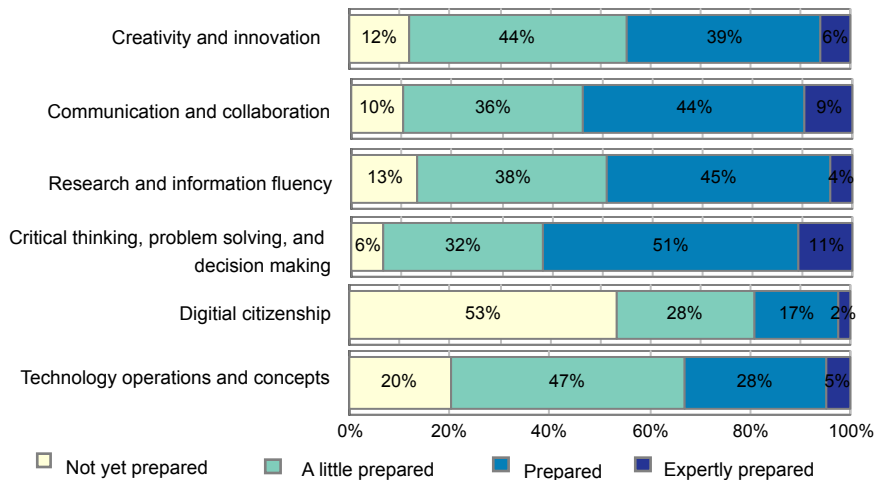 Creativity and innovation 12% 44% 39% 6%
Communication and collaboration 10% 36% 44% 9%
Research and information fluency 13% 38% 45% 4%
Critical thinking, problem solving, and
decision making 6% 32% 51% 11%
Digitial citizenship 53% 28% 17% 2%
Technology operations and concepts 20% 47% 28% 5%
0% 20% 40% 60% 80% 100%
Not yet prepared A little prepared Prepared Expertly prepared